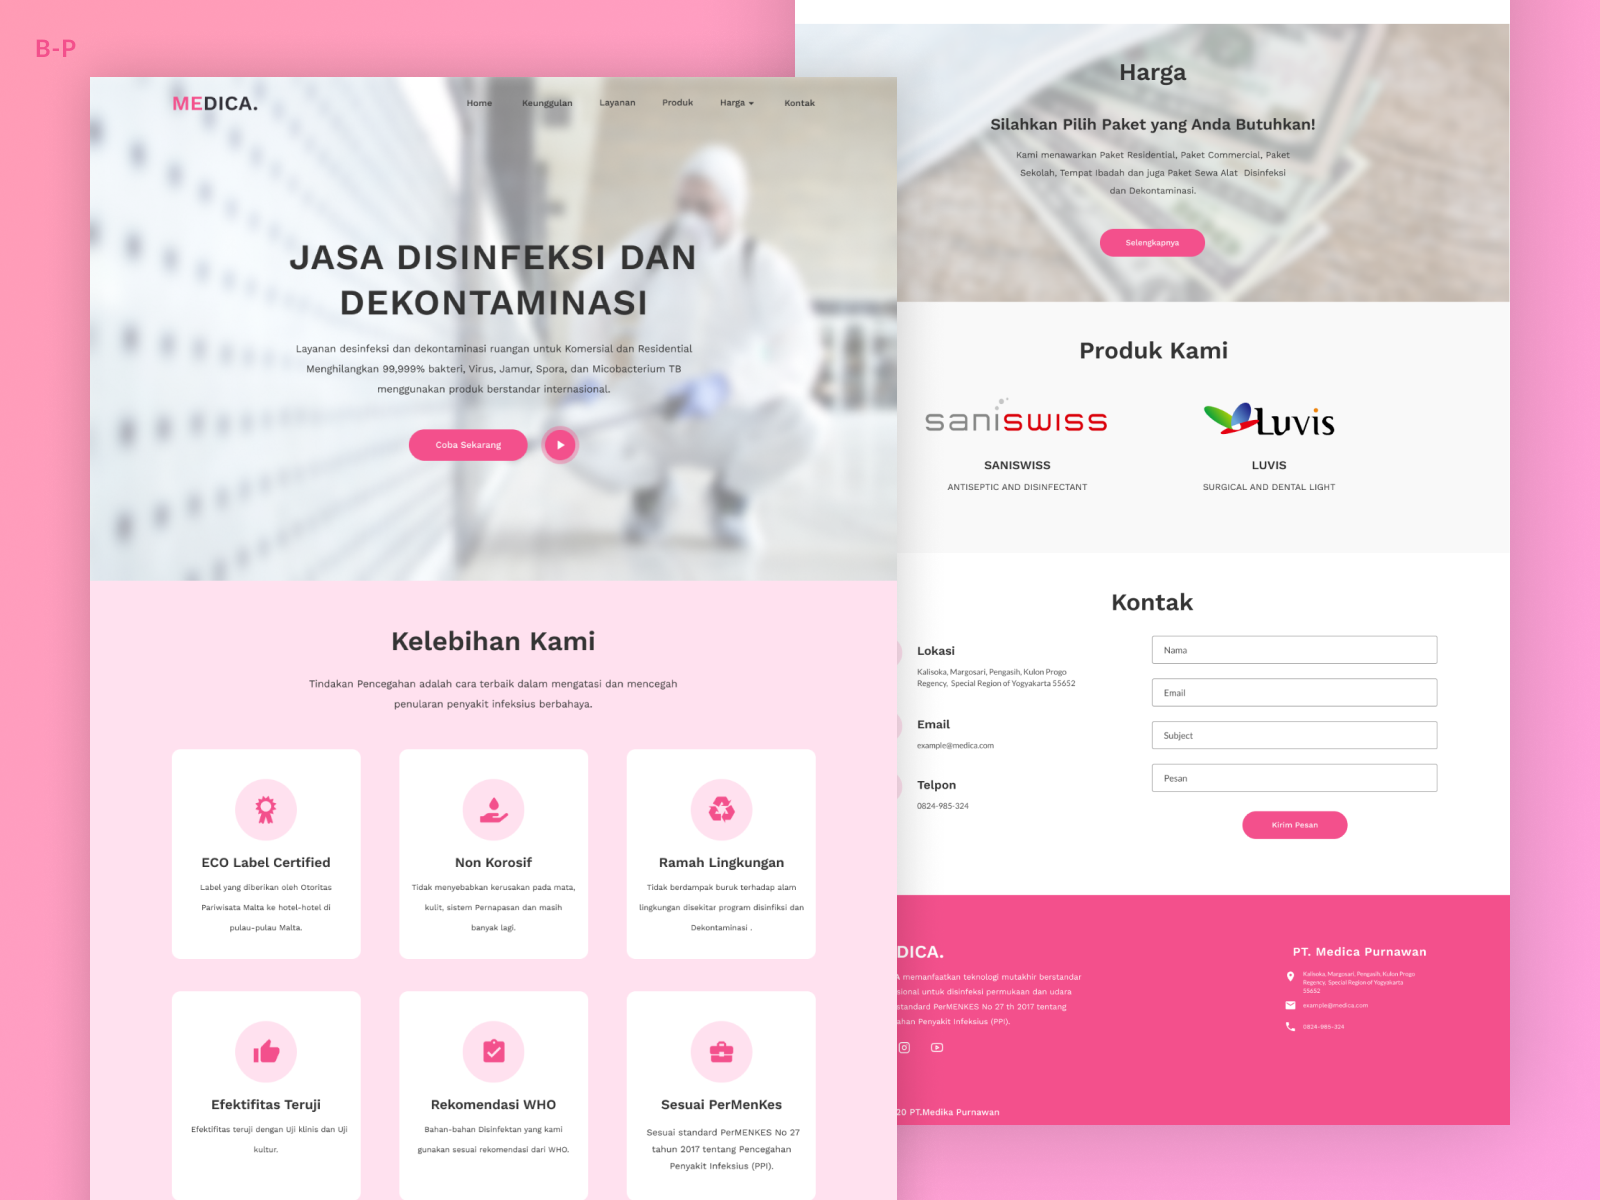 B-P
MEDICA.
Home Keunggulan Layanan Produk Harga Kontak
JASA DISINFEKSI DAN
DEKONTAMINASI
Layanan desinfeksi dan dekontaminasi ruangan untuk Komersial dan Residential
Menghilangkan 99,999% bakteri, Virus, Jamur, Spora, dan Micobacterium TB
menggunakan produk berstandar internasional.
Coba Sekarang
Kelebihan Kami
Tindakan Pencegahan adalah cara terbaik dalam mengatasi dan mencegah
penularan penyakit infeksius berbahaya.
ECO Label Certified
Label yang diberikan oleh Otoritas
Pariwisata Malta ke hotel-hotel di
pulau-pulau Malta.
Non Korosif
Tidak menyebabkan kerusakan pada mata,
kulit, sistem Pernapasan dan masih
banyak lagi.
Ramah Lingkungan
Tidak berdampak buruk terhadap alam
lingkungan disekitar program disinfiksi dan
Dekontaminasi .
Efektifitas Teruji
Efektifitas teruji dengan Uji klinis dan Uji
kultur.
Rekomendasi WHO
Bahan-bahan Disinfektan yang kami
gunakan sesuai rekomendasi dari WHO.
Sesuai PerMenKes
Sesuai standard PerMENKES No 27
tahun 2017 tentang Pencegahan
Penyakit Infeksius (PPI).
Harga
Silahkan Pilih Paket yang Anda Butuhkan!
Kami menawarkan Paket Residential, Paket Commercial, Paket
Sekolah, Tempat Ibadah dan juga Paket Sewa Alat Disinfeksi
dan Dekontaminasi.
Selengkapnya
Produk Kami
saniswiss
SANISWISS
ANTISEPTIC AND DISINFECTANT
Luvis
LUVIS
SURGICAL AND DENTAL LIGHT
Kontak
Lokasi
Kalisoka, Margosari, Pengasih, Kulon Progo
Regency, Special Region of Yogyakarta 55652
Email
example@medica.com
Telpon
0824-985-324
Nama
Email
Subject
Pesan
Kirim Pesan
DICA.
A memanfaatkan teknologi mutakhir berstandar
sional untuk disinfeksi permukaan dan udara
standard PerMENKES No 27 th 2017 tentang
ahan Penyakit Infeksius (PPI).
20 PT.Medika Purnawan
PT. Medica Purnawan
Kalisoka, Margosari, Pengasih, Kulon Progo
Regency, Special Region of Yogyakarta
55652
example@medica.com
0824-985-324